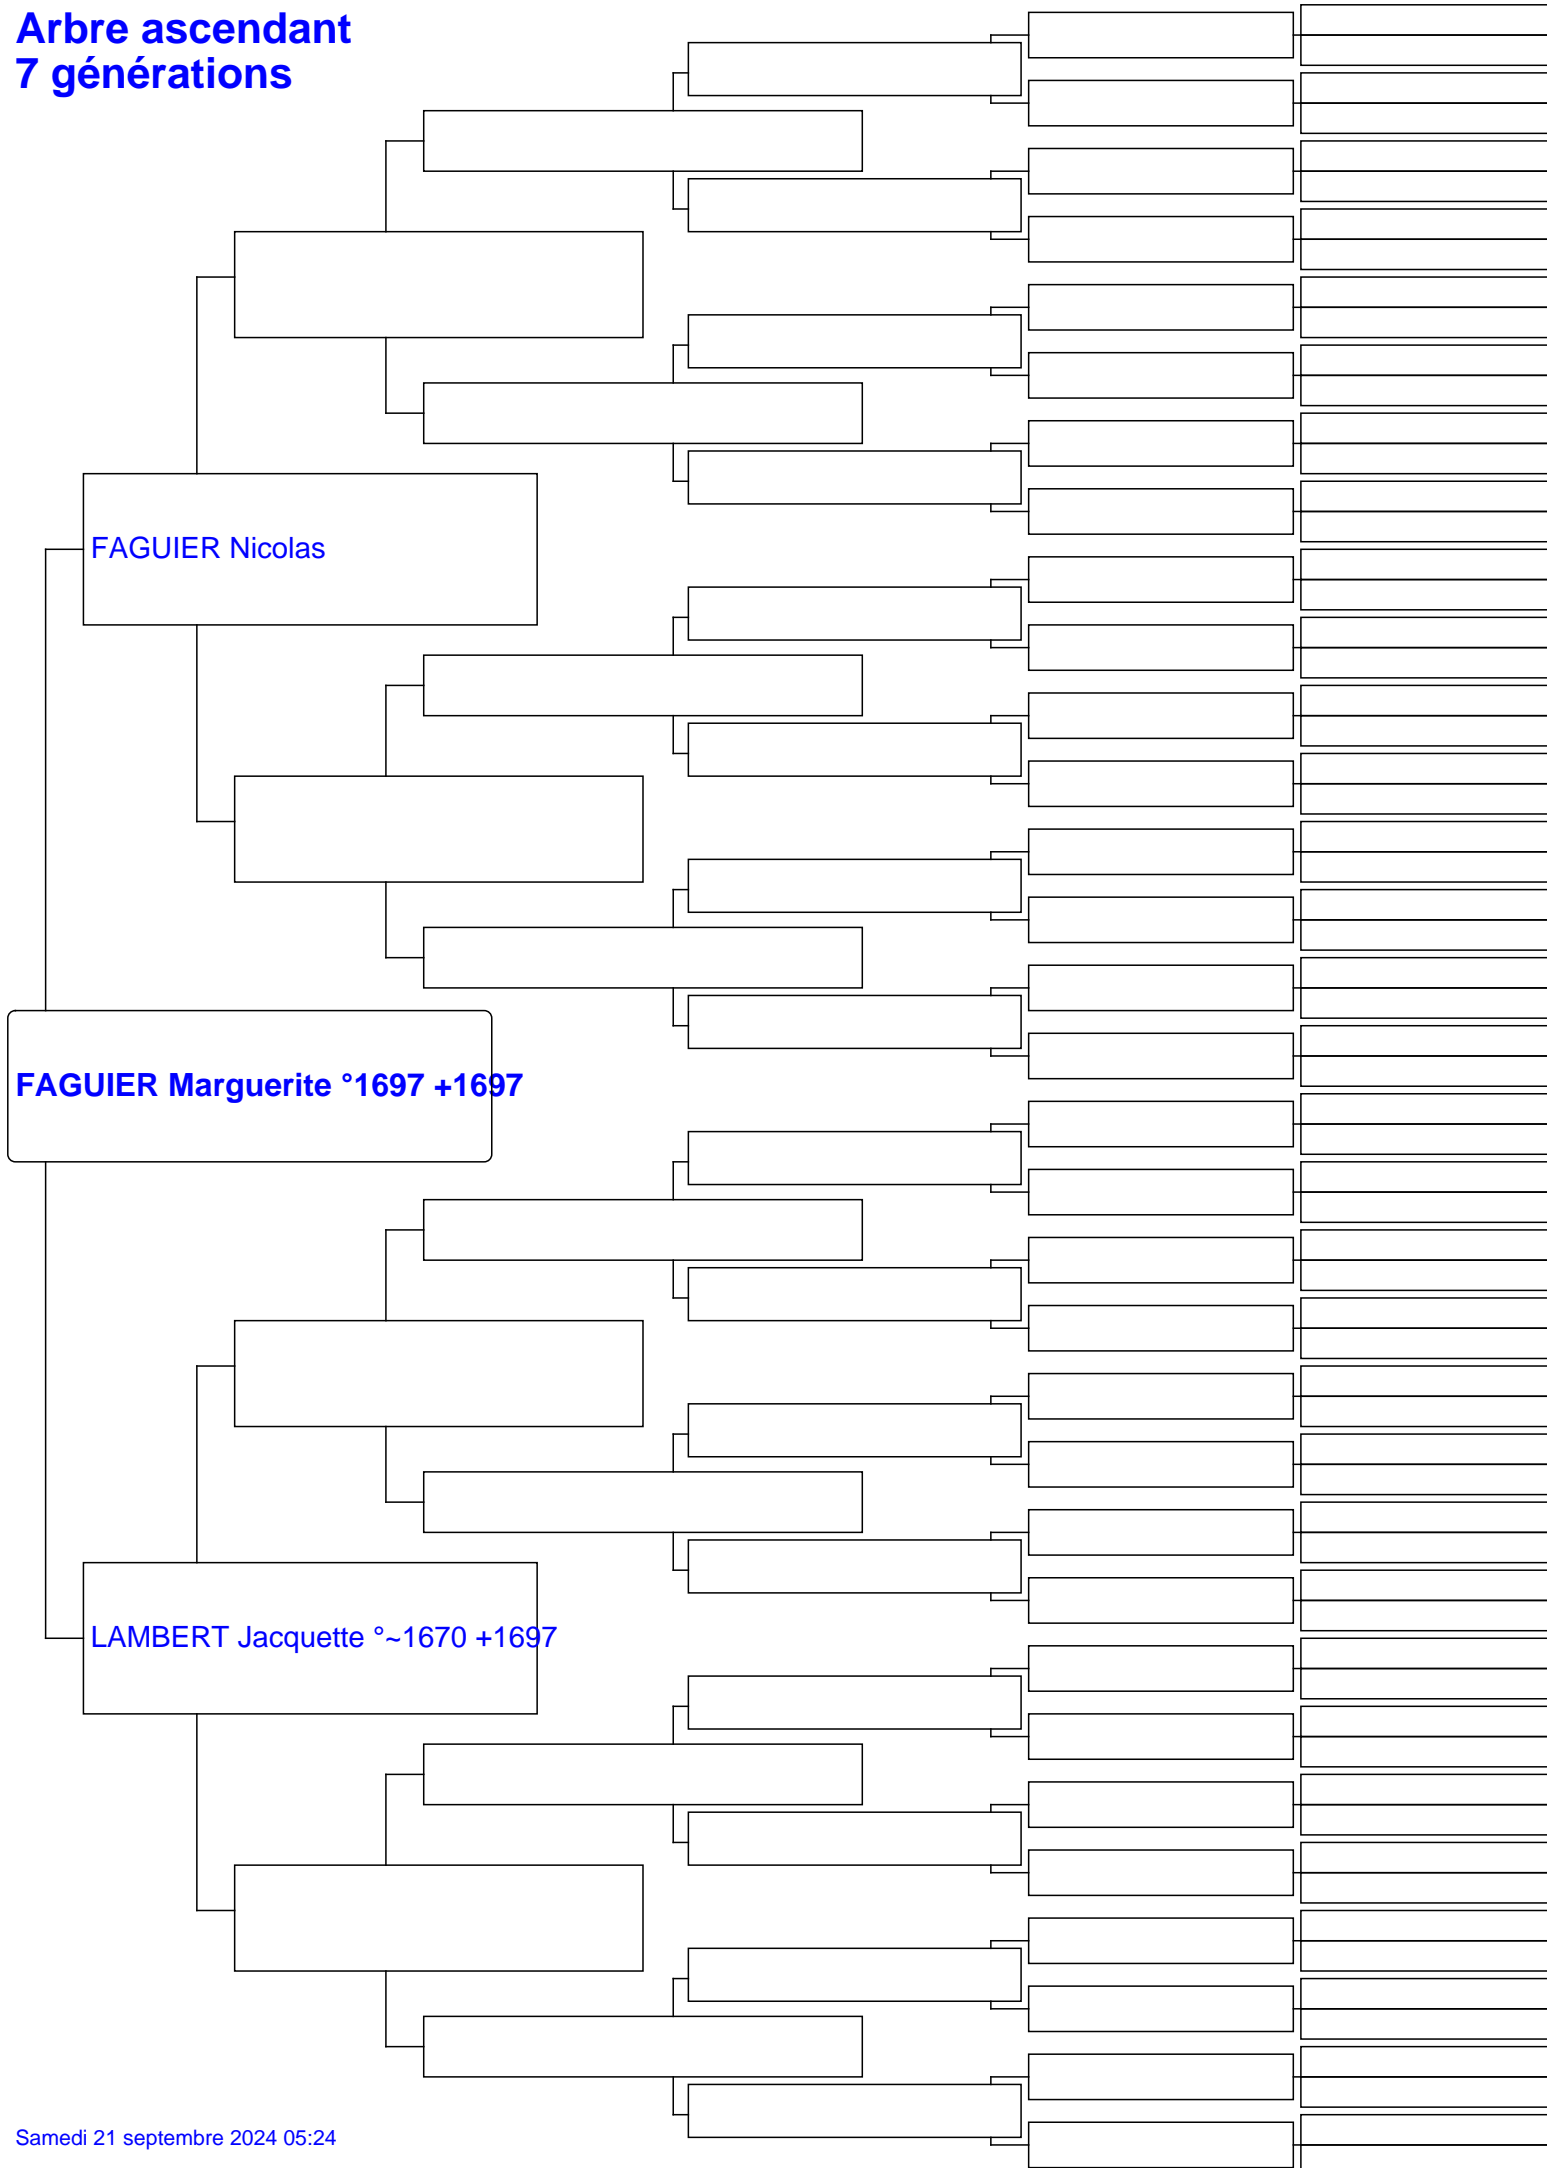 Arbre ascendant
7 générations
FAGUIER Nicolas
FAGUIER Marguerite °1697 +1697
LAMBERT Jacquette °~1670 +1697
Samedi 21 septembre 2024 05:24